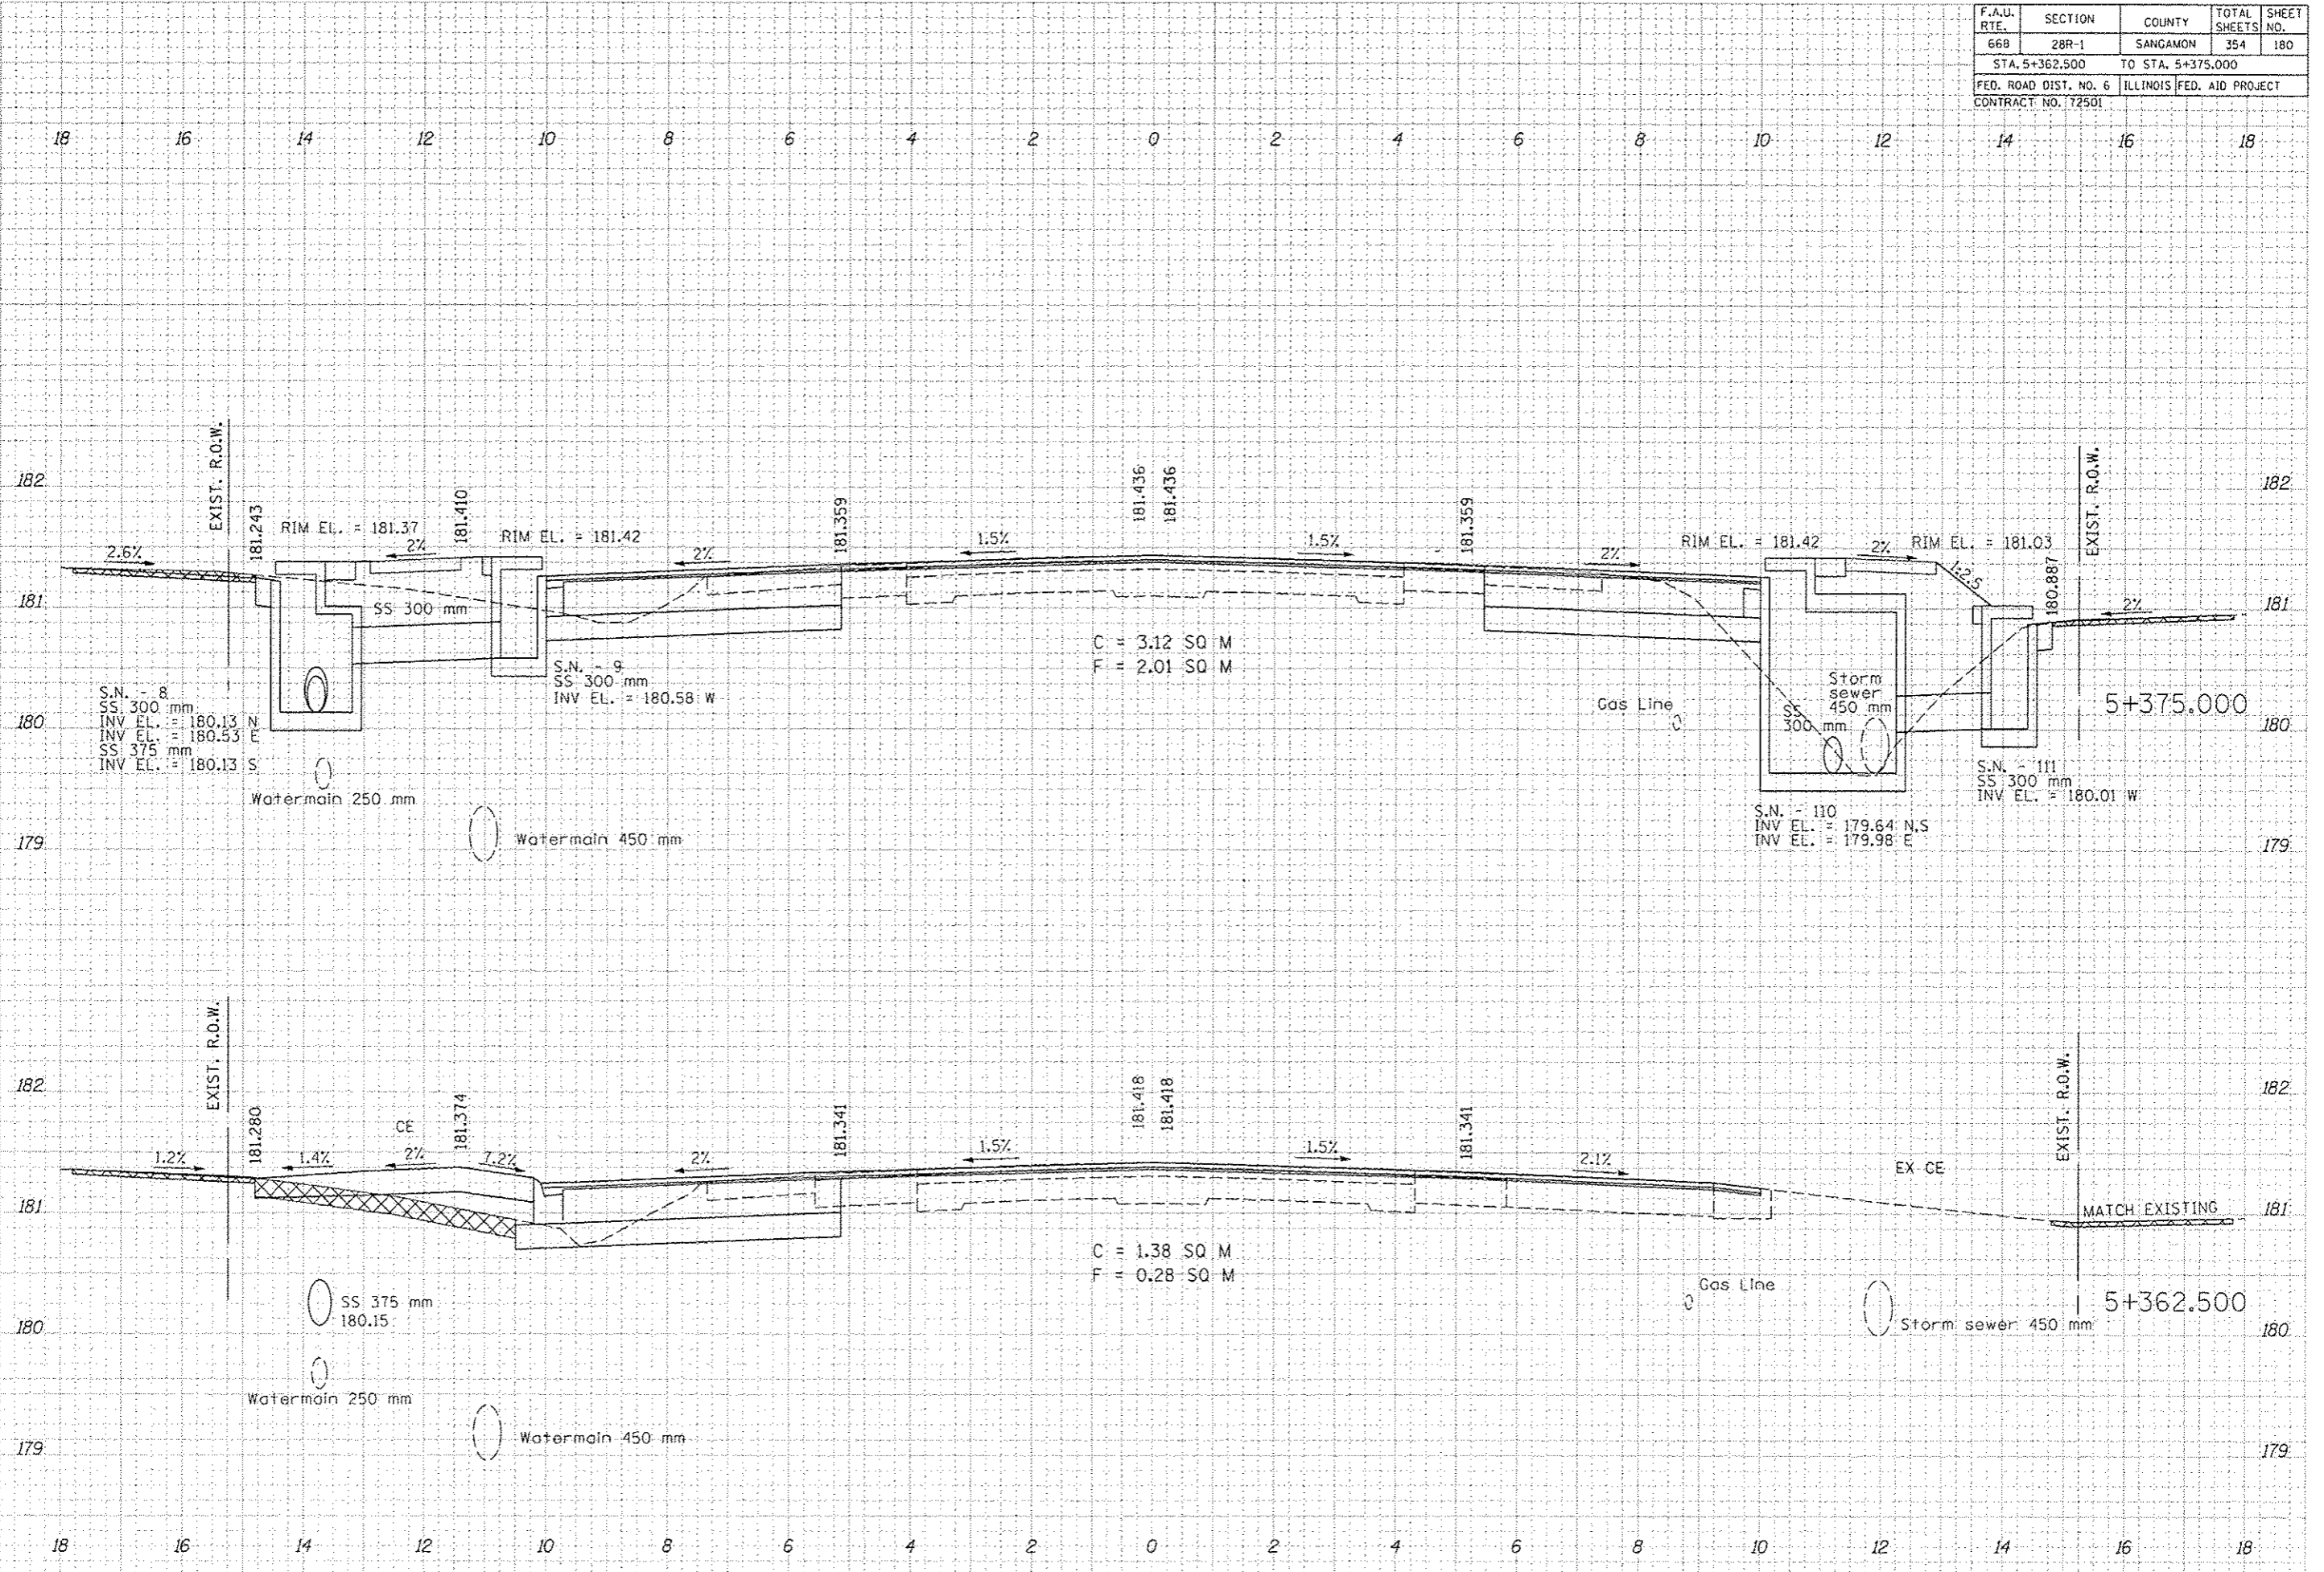 F.A.U. RTE. SECTION COUNTY TOTAL SHEETS SHEET NO.
668 28R-1 SANGAMON 354 180
STA. 5+362.500 TO STA. 5+375.000
FED. ROAD DIST. NO. 6 ILLINOIS FED. AID PROJECT
CONTRACT NO. 72501
18 16 14 12 10 8 6 4 2 0 2 4 6 8 10 12 14 16 18
182
181
180
179
EXIST. R.O.W.
2.6%
181.243
RIM EL. = 181.37
2%
181.410
RIM EL. = 181.42
2%
181.359
1.5%
181.436
181.436
1.5%
181.359
2%
RIM EL. = 181.42
2%
RIM EL. = 181.03
1:2.5
180.887
EXIST. R.O.W.
2%
182
181
180
179
SS 300 mm
C = 3.12 SQ M
F = 2.01 SQ M
S.N. - 8
SS 300 mm
INV EL. = 180.13 N
INV EL. = 180.53 E
SS 375 mm
INV EL. = 180.13 S
S.N. - 9
SS 300 mm
INV EL. = 180.58 W
Watermain 250 mm
Watermain 450 mm
Gas Line
SS
300 mm
Storm
sewer
450 mm
5+375.000
S.N. - 110
INV EL. = 179.64 N,S
INV EL. = 179.98 E
S.N. - 111
SS 300 mm
INV EL. = 180.01 W
182
181
180
179
EXIST. R.O.W.
1.2%
181.280
1.4%
CE
2%
181.374
7.2%
2%
181.341
1.5%
181.418
181.418
1.5%
181.341
2.1%
EX CE
EXIST. R.O.W.
MATCH EXISTING
182
181
180
179
C = 1.38 SQ M
F = 0.28 SQ M
SS 375 mm
180.15
Watermain 250 mm
Watermain 450 mm
Gas Line
Storm sewer 450 mm
5+362.500
18 16 14 12 10 8 6 4 2 0 2 4 6 8 10 12 14 16 18